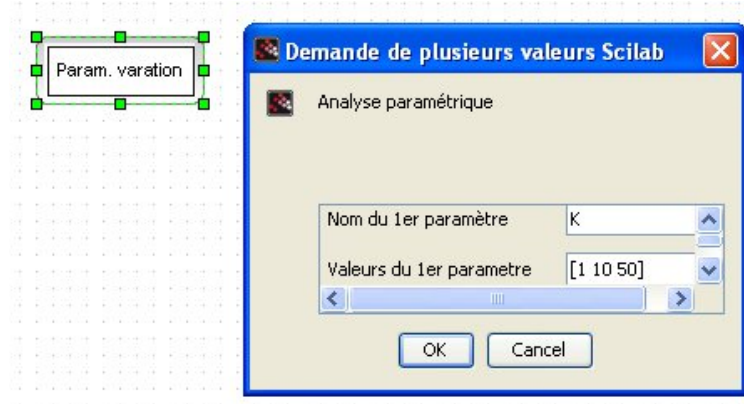 Param. varation
Demande de plusieurs valeurs Scilab
Analyse paramétrique
Nom du 1er paramètre K
Valeurs du 1er parametre [1 10 50]
OK Cancel